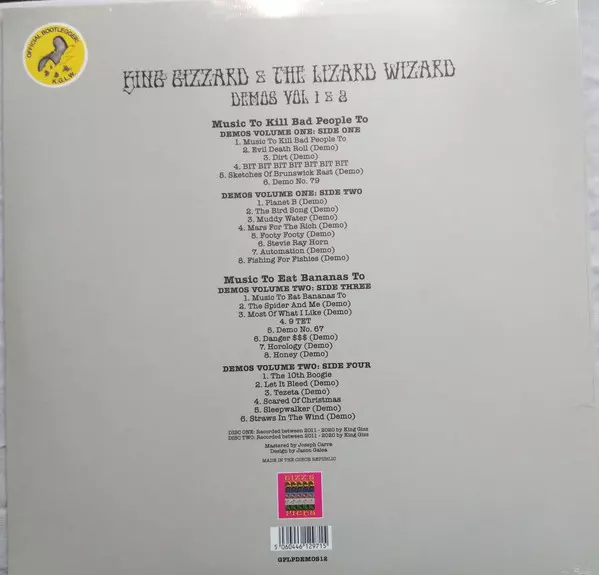 OFFICIAL BOOTLEGGER!
K.G.L.W.
KING GIZZARD & THE LIZARD WIZARD
DEMOS VOL 1 & 2
Music To Kill Bad People To
DEMOS VOLUME ONE: SIDE ONE
1. Music To Kill Bad People To
2. Evil Death Roll (Demo)
3. Dirt (Demo)
4. BIT BIT BIT BIT BIT BIT BIT
5. Sketches Of Brunswick East (Demo)
6. Demo No. 79
DEMOS VOLUME ONE: SIDE TWO
1. Planet B (Demo)
2. The Bird Song (Demo)
3. Muddy Water (Demo)
4. Mars For The Rich (Demo)
5. Footy Footy (Demo)
6. Stevie Ray Horn
7. Automation (Demo)
8. Fishing For Fishies (Demo)
Music To Eat Bananas To
DEMOS VOLUME TWO: SIDE THREE
1. Music To Eat Bananas To
2. The Spider And Me (Demo)
3. Most Of What I Like (Demo)
4. 9 TET
5. Demo No. 67
6. Danger $$$ (Demo)
7. Horology (Demo)
8. Honey (Demo)
DEMOS VOLUME TWO: SIDE FOUR
1. The 10th Boogie
2. Let It Bleed (Demo)
3. Tezeta (Demo)
4. Scared Of Christmas
5. Sleepwalker (Demo)
6. Straws In The Wind (Demo)
DISC ONE: Recorded between 2011 - 2020 by King Gizz
DISC TWO: Recorded between 2011 - 2020 by King Gizz
Mastered by Joseph Carra
Design by Jason Galea
MADE IN THE CZECH REPUBLIC
GIZZ'S
PICKS
5 060446 129715
GPLPDEMOS12